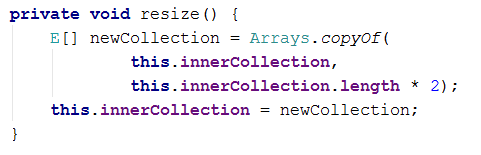 private void resize() {
    E[] newCollection = Arrays.copyOf(
            this.innerCollection,
            this.innerCollection.length * 2);
    this.innerCollection = newCollection;
}